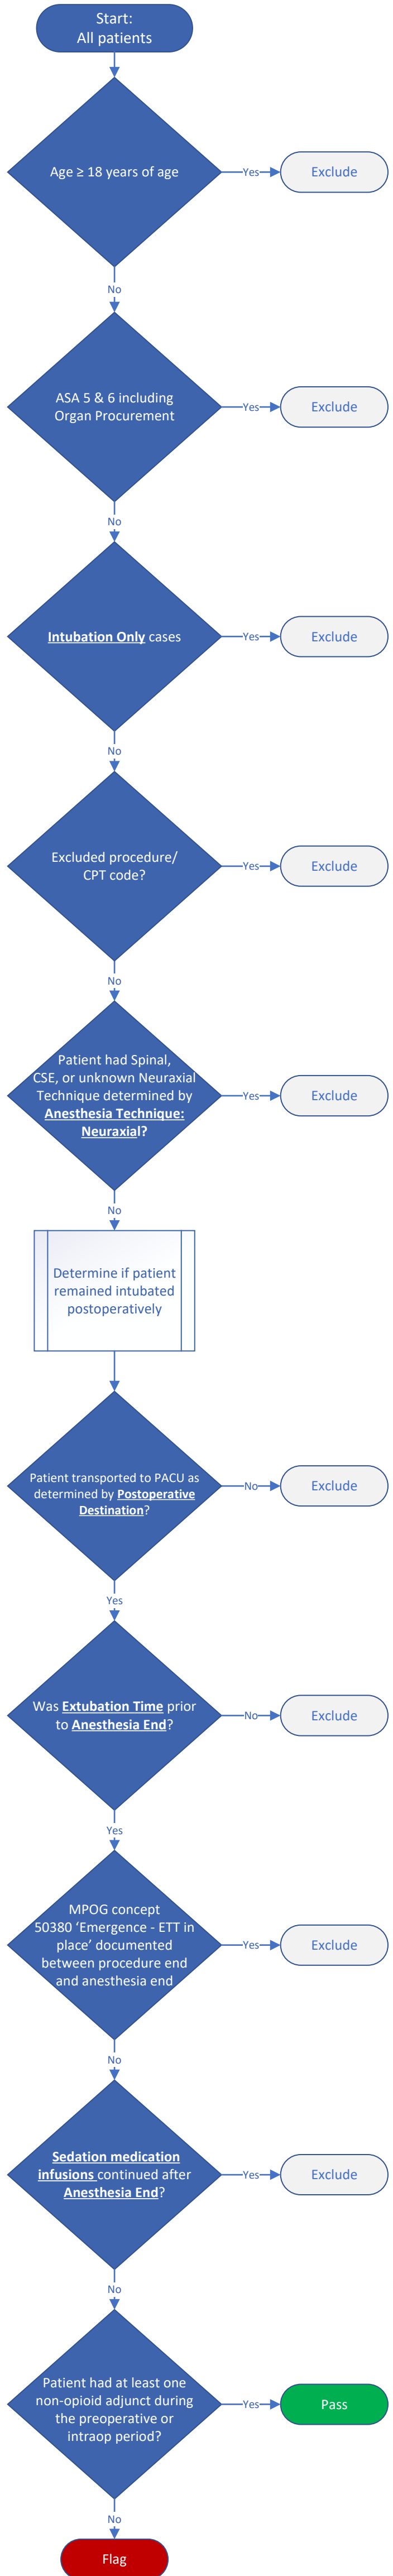 Start:
All patients
Age ≥ 18 years of age
Yes
Exclude
No
ASA 5 & 6 including
Organ Procurement
Yes
Exclude
No
Intubation Only cases
Yes
Exclude
No
Excluded procedure/
CPT code?
Yes
Exclude
No
Patient had Spinal,
CSE, or unknown Neuraxial
Technique determined by
Anesthesia Technique:
Neuraxial?
Yes
Exclude
No
Determine if patient
remained intubated
postoperatively
Patient transported to PACU as
determined by Postoperative
Destination?
No
Exclude
Yes
Was Extubation Time prior
to Anesthesia End?
No
Exclude
Yes
MPOG concept
50380 ‘Emergence - ETT in
place’ documented
between procedure end
and anesthesia end
Yes
Exclude
No
Sedation medication
infusions continued after
Anesthesia End?
Yes
Exclude
No
Patient had at least one
non-opioid adjunct during
the preoperative or
intraop period?
Yes
Pass
No
Flag